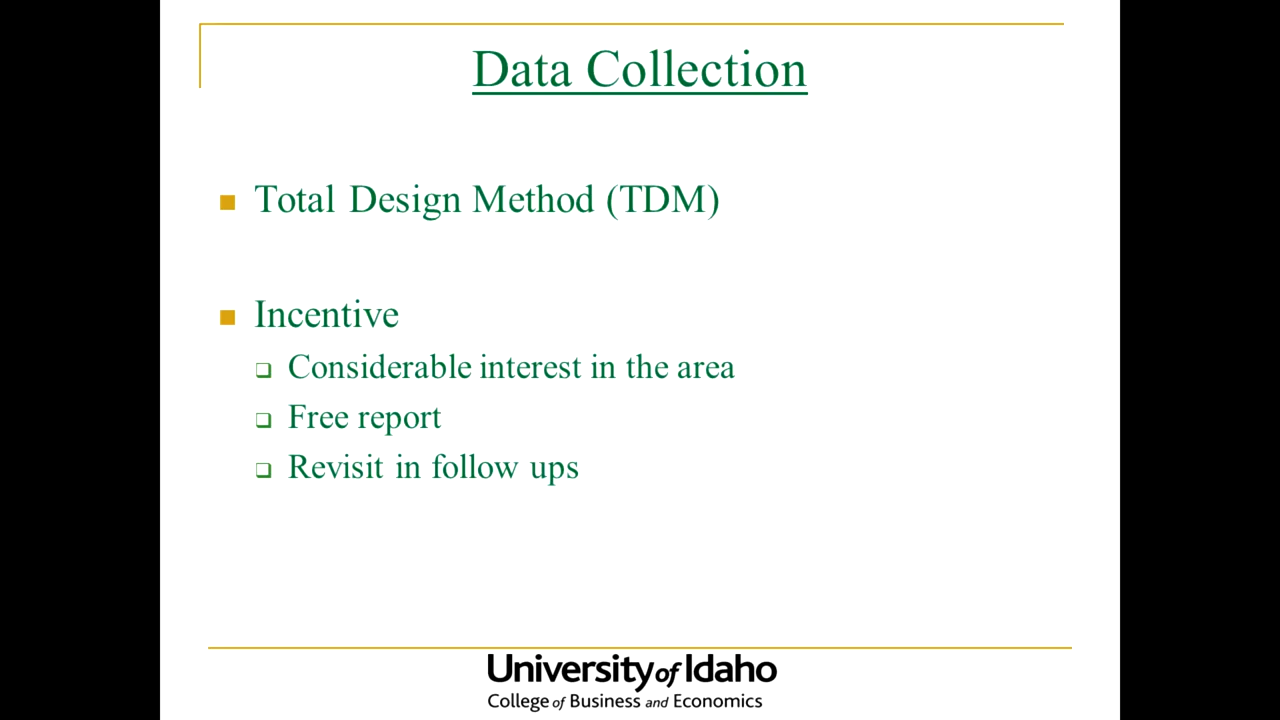 Data Collection
Total Design Method (TDM)
Incentive
Considerable interest in the area
Free report
Revisit in follow ups
University of Idaho
College of Business and Economics